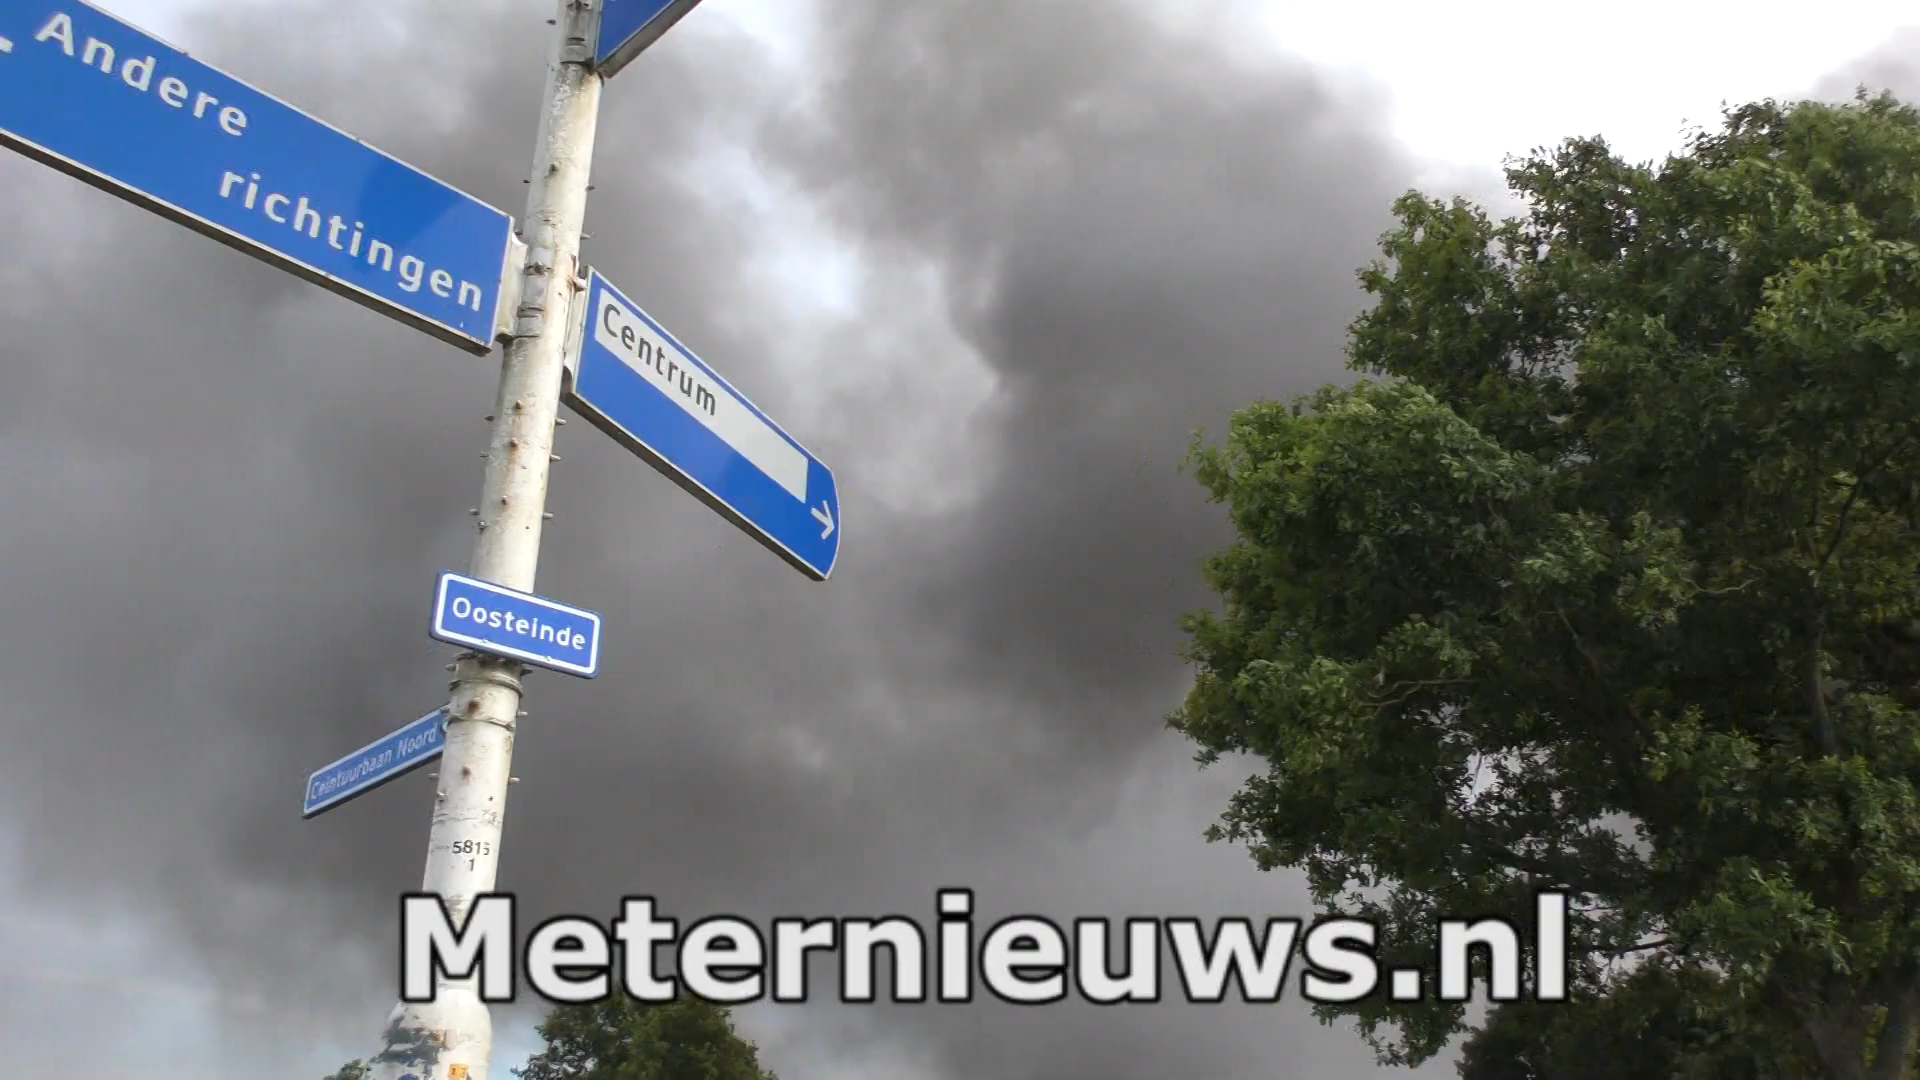 Andere
richtingen
Centrum
Oosteinde
Ceintuurbaan Noord
5815
1
Meternieuws.nl